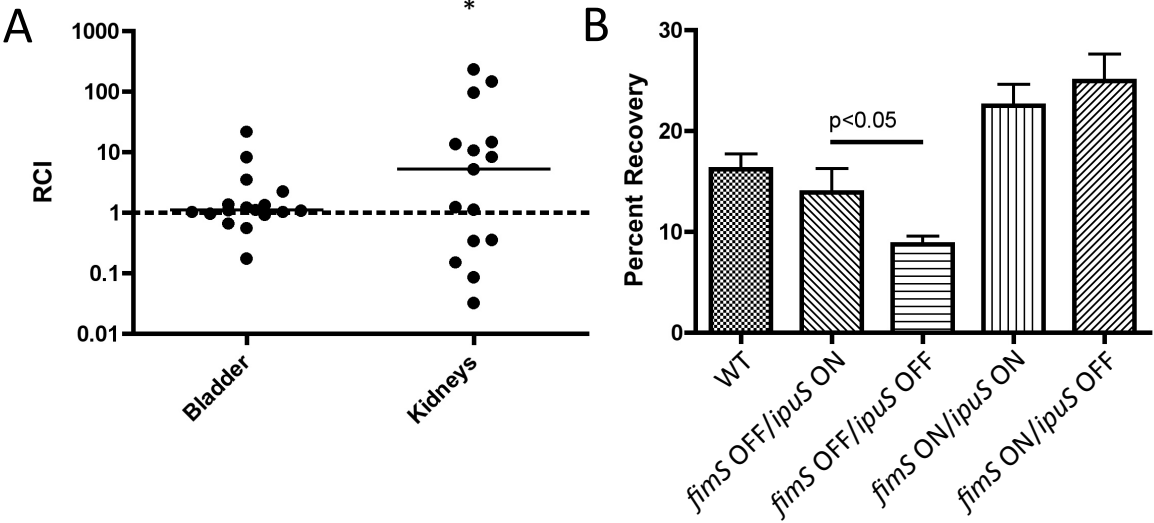 A
*
RCI
1000
100
10
1
0.1
0.01
Bladder
Kidneys
B
Percent Recovery
30
20
10
0
p<0.05
WT
fimS OFF/ipuS ON
fimS OFF/ipuS OFF
fimS ON/ipuS ON
fimS ON/ipuS OFF